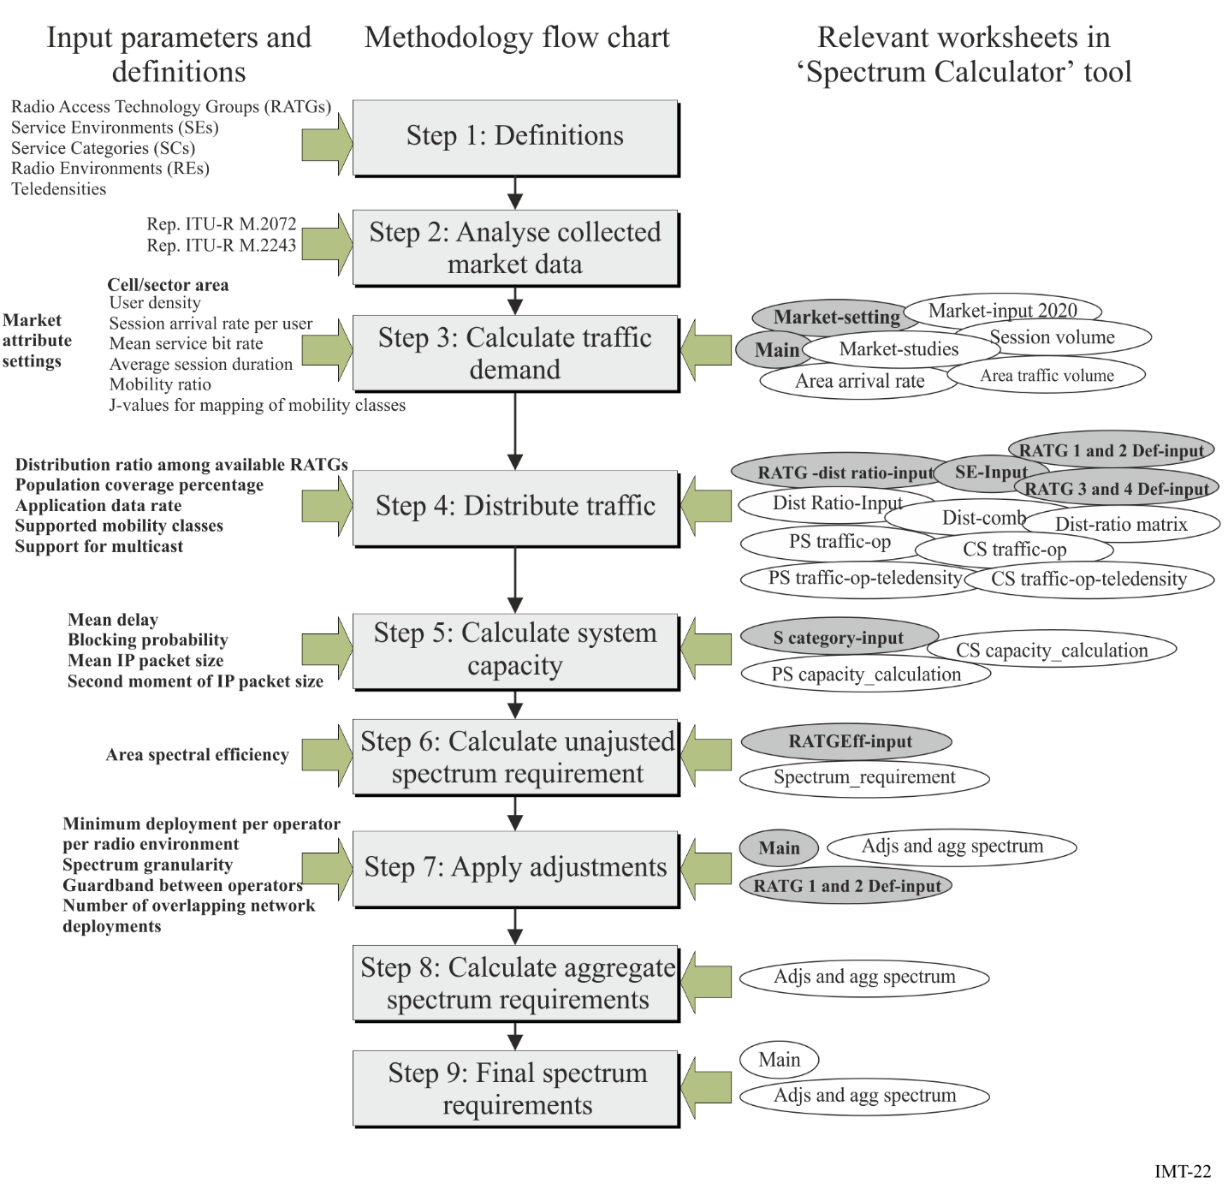 Input parameters and
definitions
Methodology flow chart
Relevant worksheets in
‘Spectrum Calculator’ tool
Radio Access Technology Groups (RATGs)
Service Environments (SEs)
Service Categories (SCs)
Radio Environments (REs)
Teledensities
Step 1: Definitions
Rep. ITU-R M.2072
Rep. ITU-R M.2243
Step 2: Analyse collected
market data
Market
attribute
settings
Cell/sector area
User density
Session arrival rate per user
Mean service bit rate
Average session duration
Mobility ratio
J-values for mapping of mobility classes
Step 3: Calculate traffic
demand
Market-setting
Market-input 2020
Session volume
Main
Market-studies
Area arrival rate
Area traffic volume
Distribution ratio among available RATGs
Population coverage percentage
Application data rate
Supported mobility classes
Support for multicast
Step 4: Distribute traffic
RATG 1 and 2 Def-input
RATG -dist ratio-input
SE-Input
RATG 3 and 4 Def-input
Dist Ratio-Input
Dist-comb
Dist-ratio matrix
PS traffic-op
CS traffic-op
PS traffic-op-teledensity
CS traffic-op-teledensity
Mean delay
Blocking probability
Mean IP packet size
Second moment of IP packet size
Step 5: Calculate system
capacity
S category-input
CS capacity_calculation
PS capacity_calculation
Area spectral efficiency
Step 6: Calculate unajusted
spectrum requirement
RATGEff-input
Spectrum_requirement
Minimum deployment per operator
per radio environment
Spectrum granularity
Guardband between operators
Number of overlapping network
deployments
Step 7: Apply adjustments
Main
Adjs and agg spectrum
RATG 1 and 2 Def-input
Step 8: Calculate aggregate
spectrum requirements
Adjs and agg spectrum
Step 9: Final spectrum
requirements
Main
Adjs and agg spectrum
IMT-22